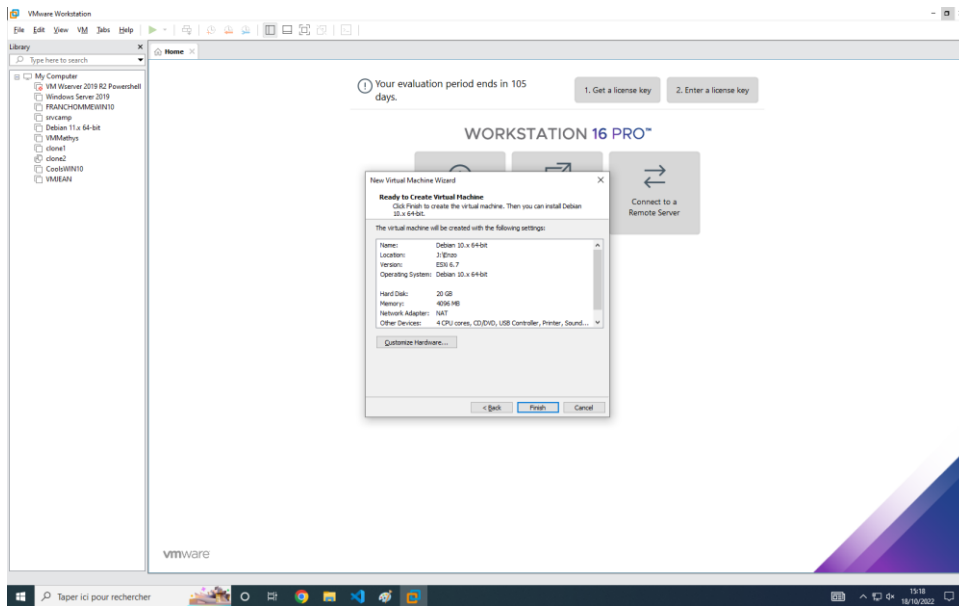 VMware Workstation
File Edit View VM Tabs Help
Library
Type here to search
Home
My Computer
VM Wserver 2019 R2 Powershell
Windows Server 2019
FRANCHOMMEWIN10
srvcamp
Debian 11.x 64-bit
VMMathys
clone1
clone2
CoolsWIN10
VMJEAN
Your evaluation period ends in 105
days.
1. Get a license key
2. Enter a license key
WORKSTATION 16 PRO™
Connect to a
Remote Server
New Virtual Machine Wizard
Ready to Create Virtual Machine
Click Finish to create the virtual machine. Then you can install Debian
10.x 64-bit.
The virtual machine will be created with the following settings:
Name: Debian 10.x 64-bit
Location: J:\Enzo
Version: ESXi 6.7
Operating System: Debian 10.x 64-bit
Hard Disk: 20 GB
Memory: 4096 MB
Network Adapter: NAT
Other Devices: 4 CPU cores, CD/DVD, USB Controller, Printer, Sound...
Customize Hardware...
< Back Finish Cancel
vmware
Taper ici pour rechercher
15:18
18/10/2022